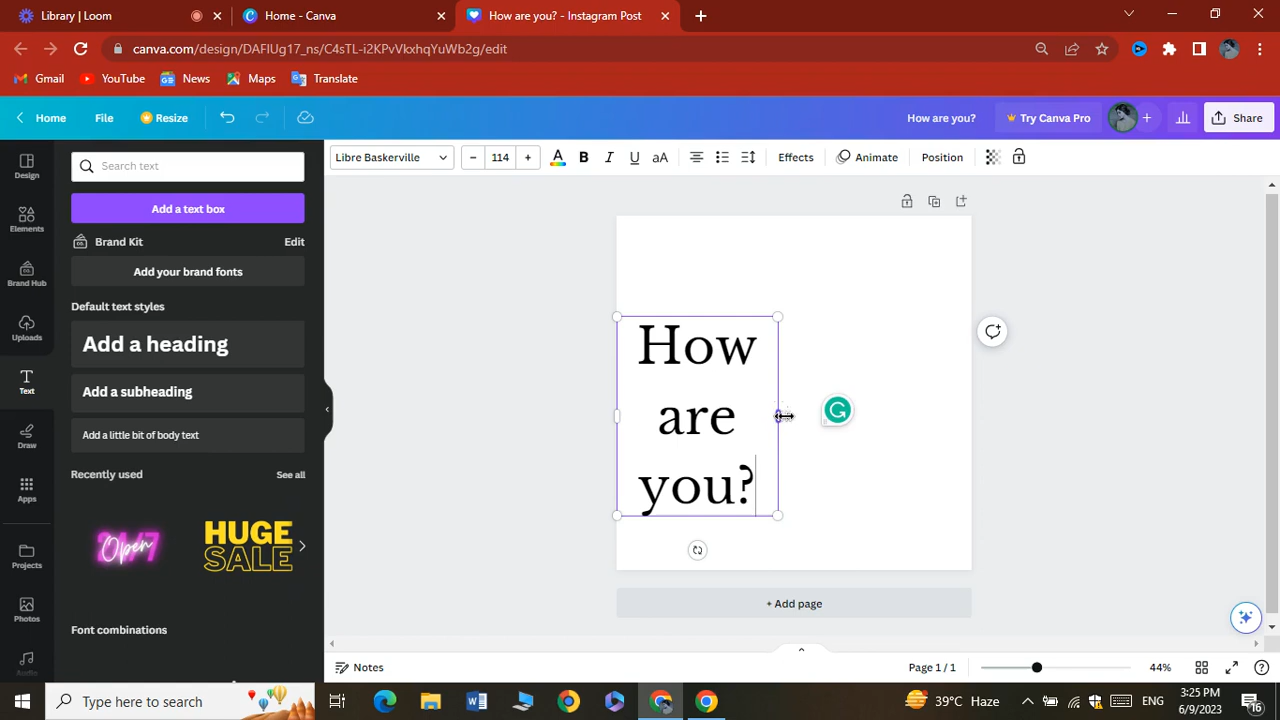 Library | Loom
Home - Canva
How are you? - Instagram Post
canva.com/design/DAFlUg17_ns/C4sTL-i2KPvVkxhqYuWb2g/edit
Gmail
YouTube
News
Maps
Translate
Home
File
Resize
How are you?
Try Canva Pro
Share
Design
Elements
Brand Hub
Uploads
Text
Draw
Apps
Projects
Photos
Audio
Search text
Add a text box
Brand Kit
Edit
Add your brand fonts
Default text styles
Add a heading
Add a subheading
Add a little bit of body text
Recently used
See all
Open
HUGE
SALE
Font combinations
Libre Baskerville
− 114 +
A B I U aA
Effects
Animate
Position
How
are
you?
+ Add page
Notes
Page 1 / 1
44%
Type here to search
39°C Haze
ENG
3:25 PM
6/9/2023
16